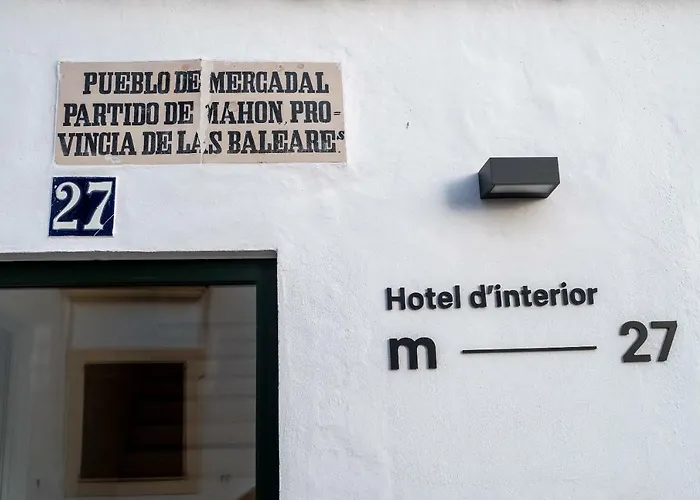 PUEBLO DE MERCADAL
PARTIDO DE MAHON, PRO-
VINCIA DE LAS BALEARES
27
Hotel d'interior
m — 27